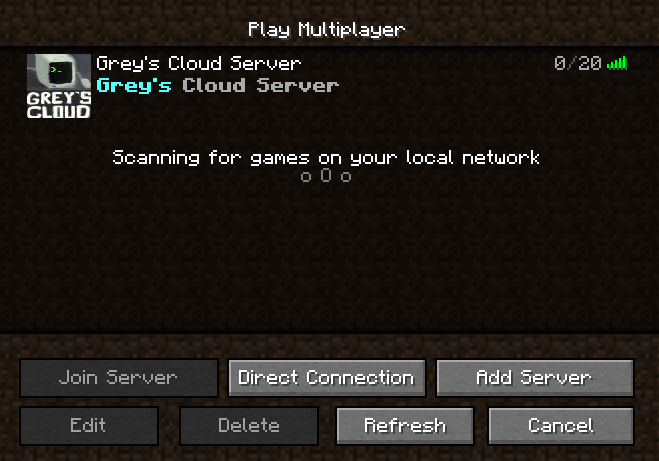 Play Multiplayer
Grey's Cloud Server
0/20
Grey's Cloud Server
>_
GREY'S
CLOUD
Scanning for games on your local network
o O o
Join Server
Direct Connection
Add Server
Edit
Delete
Refresh
Cancel